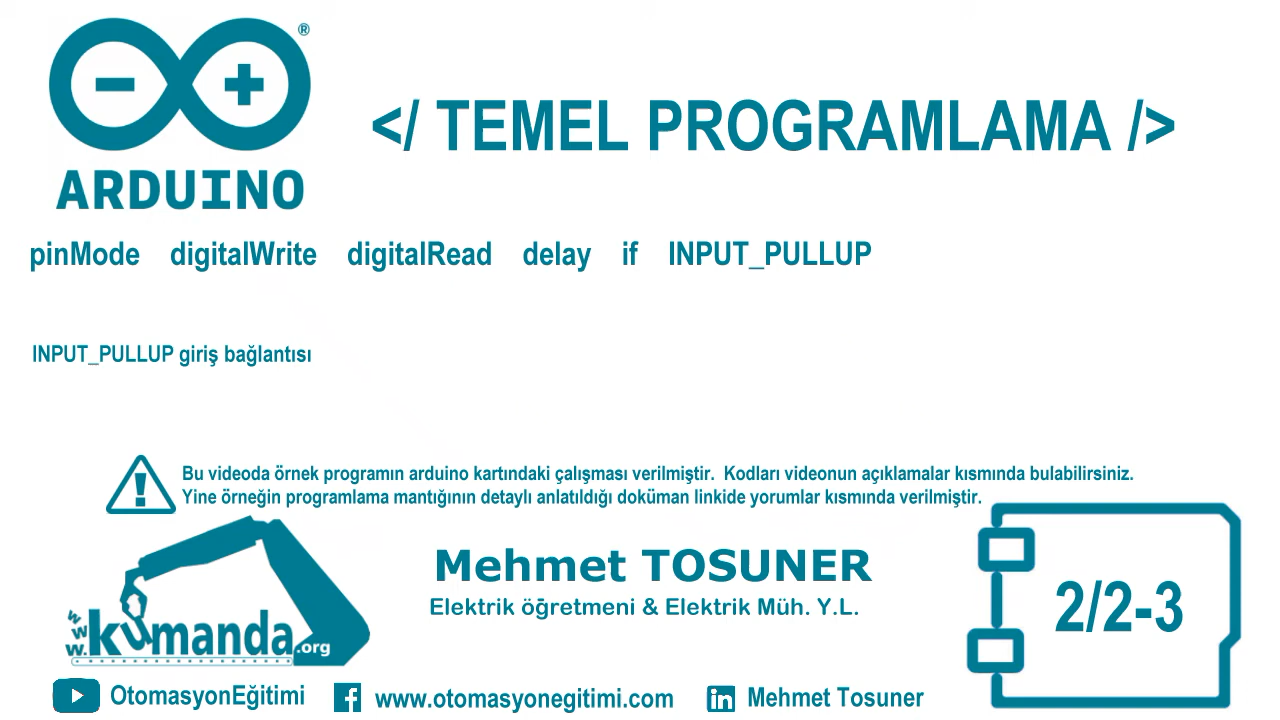 ®
ARDUINO
</ TEMEL PROGRAMLAMA />
pinMode digitalWrite digitalRead delay if INPUT_PULLUP
INPUT_PULLUP giriş bağlantısı
Bu videoda örnek programın arduino kartındaki çalışması verilmiştir. Kodları videonun açıklamalar kısmında bulabilirsiniz.
Yine örneğin programlama mantığının detaylı anlatıldığı doküman linkide yorumlar kısmında verilmiştir.
www.kumanda.org
Mehmet TOSUNER
Elektrik öğretmeni & Elektrik Müh. Y.L.
2/2-3
OtomasyonEğitimi www.otomasyonegitimi.com Mehmet Tosuner